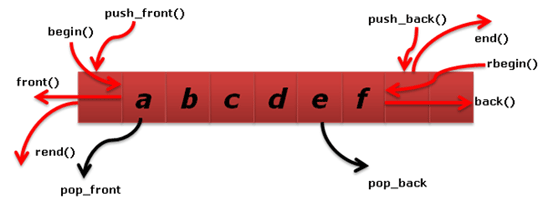 push_front()
push_back()
begin()
end()
rbegin()
front()
a b c d e f
back()
rend()
pop_front
pop_back